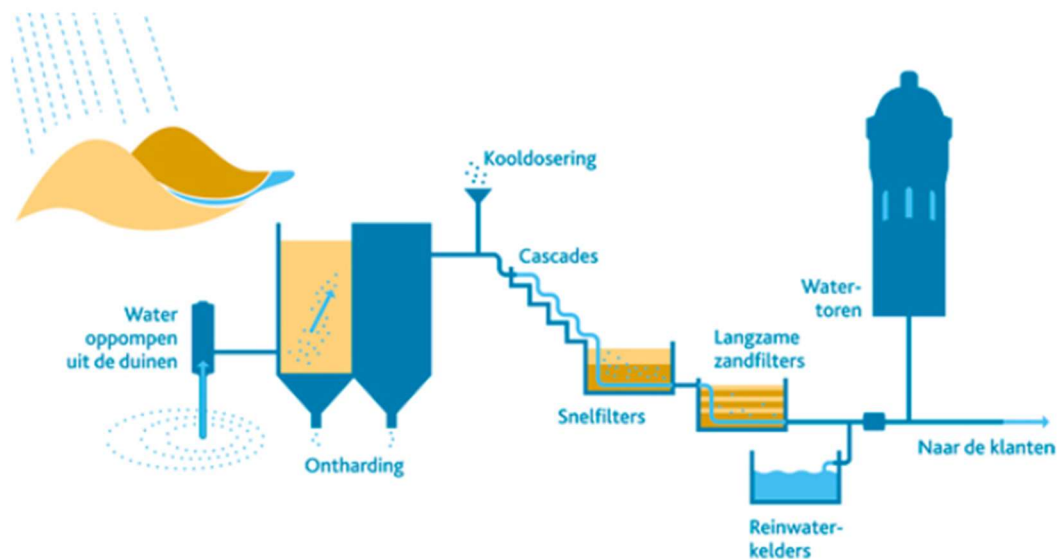 Kooldosering
Cascades
Water
oppompen
uit de duinen
Ontharding
Snelfilters
Langzame
zandfilters
Water-
toren
Reinwater-
kelders
Naar de klanten